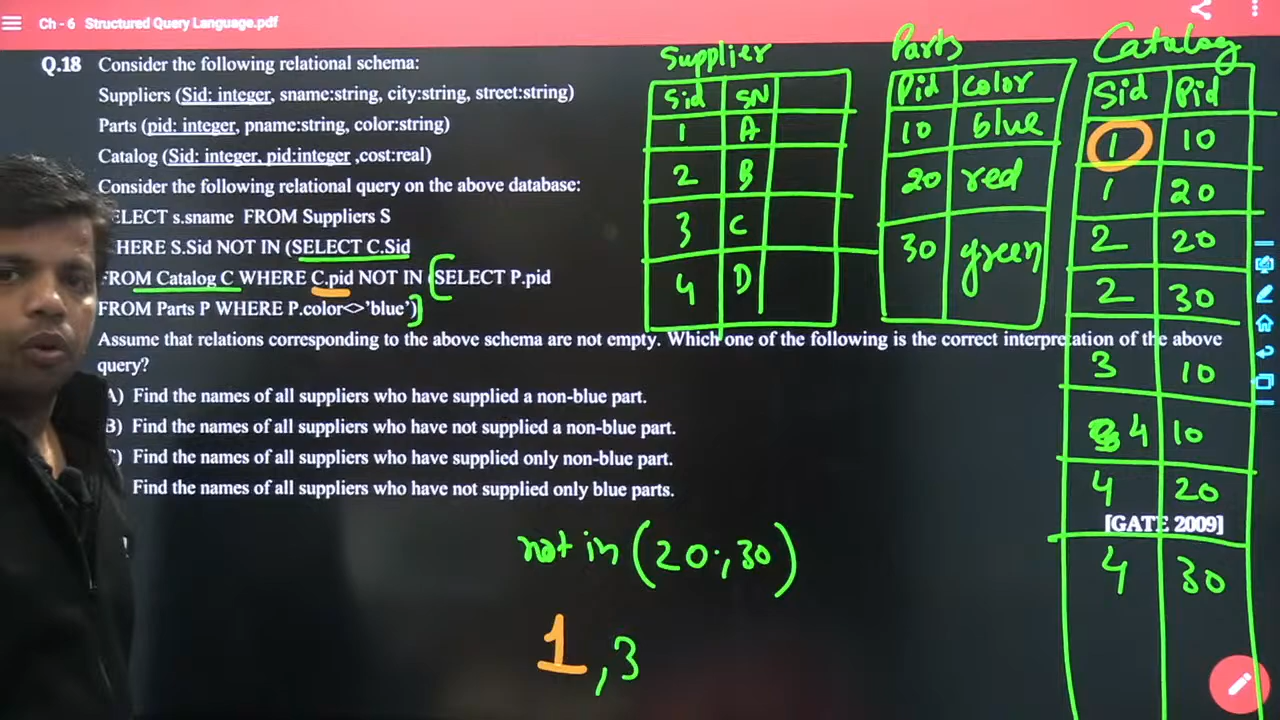 Ch - 6 Structured Query Language.pdf
Q.18 Consider the following relational schema:
Suppliers (Sid: integer, sname:string, city:string, street:string)
Parts (pid: integer, pname:string, color:string)
Catalog (Sid: integer, pid:integer ,cost:real)
Consider the following relational query on the above database:
ELECT s.sname FROM Suppliers S
HERE S.Sid NOT IN (SELECT C.Sid
FROM Catalog C WHERE C.pid NOT IN (SELECT P.pid
FROM Parts P WHERE P.color<>'blue')
Assume that relations corresponding to the above schema are not empty. Which one of the following is the correct interpretation of the above
query?
A) Find the names of all suppliers who have supplied a non-blue part.
B) Find the names of all suppliers who have not supplied a non-blue part.
) Find the names of all suppliers who have supplied only non-blue part.
Find the names of all suppliers who have not supplied only blue parts.
[GATE 2009]
Supplier
Sid SN
1 A
2 B
3 C
4 D
Parts
Pid color
10 blue
20 red
30 green
Catalog
Sid Pid
1 10
1 20
2 20
2 30
3 10
4 10
4 20
4 30
not in (20, 30)
1, 3